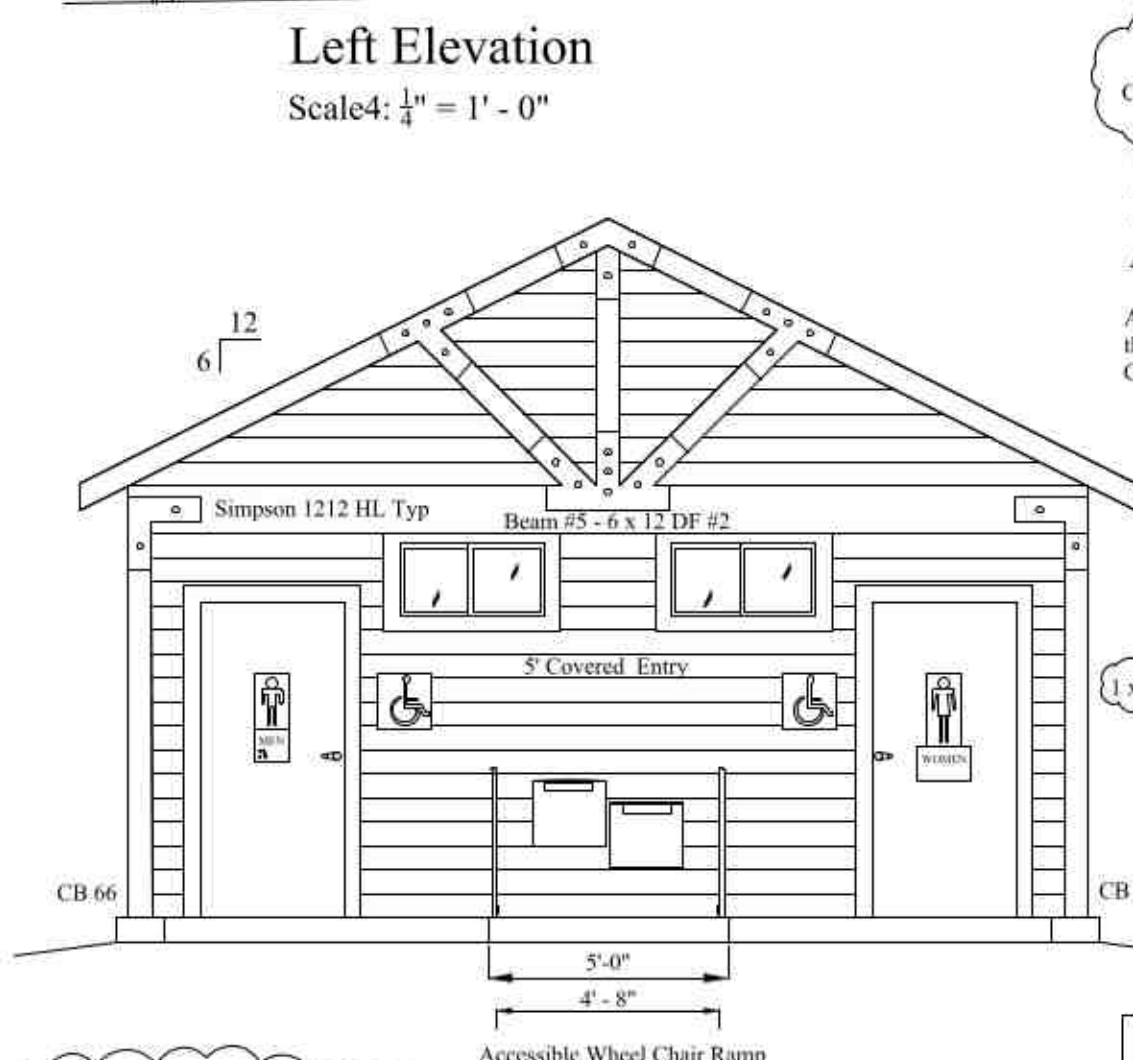 Left Elevation
Scale4: 1/4" = 1' - 0"
12
6
Simpson 1212 HL Typ
Beam #5 - 6 x 12 DF #2
5' Covered Entry
MEN
WOMEN
CB 66
CB
5'-0"
4' - 8"
Accessible Wheel Chair Ramp
1 x